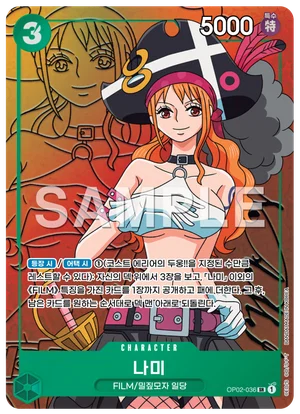 3
5000
특수
特
SAMPLE
등장 시 / 어택 시 ①(코스트 에리어의 두웅!!을 지정된 수만큼
레스트할 수 있다): 자신의 덱 위에서 3장을 보고, 「나미」 이외의
《FILM》 특징을 가진 카드를 1장까지 공개하고 패에 더한다. 그 후,
남은 카드를 원하는 순서대로 덱 맨 아래로 되돌린다.
CHARACTER
나미
FILM/밀짚모자 일당
OP02-036
1